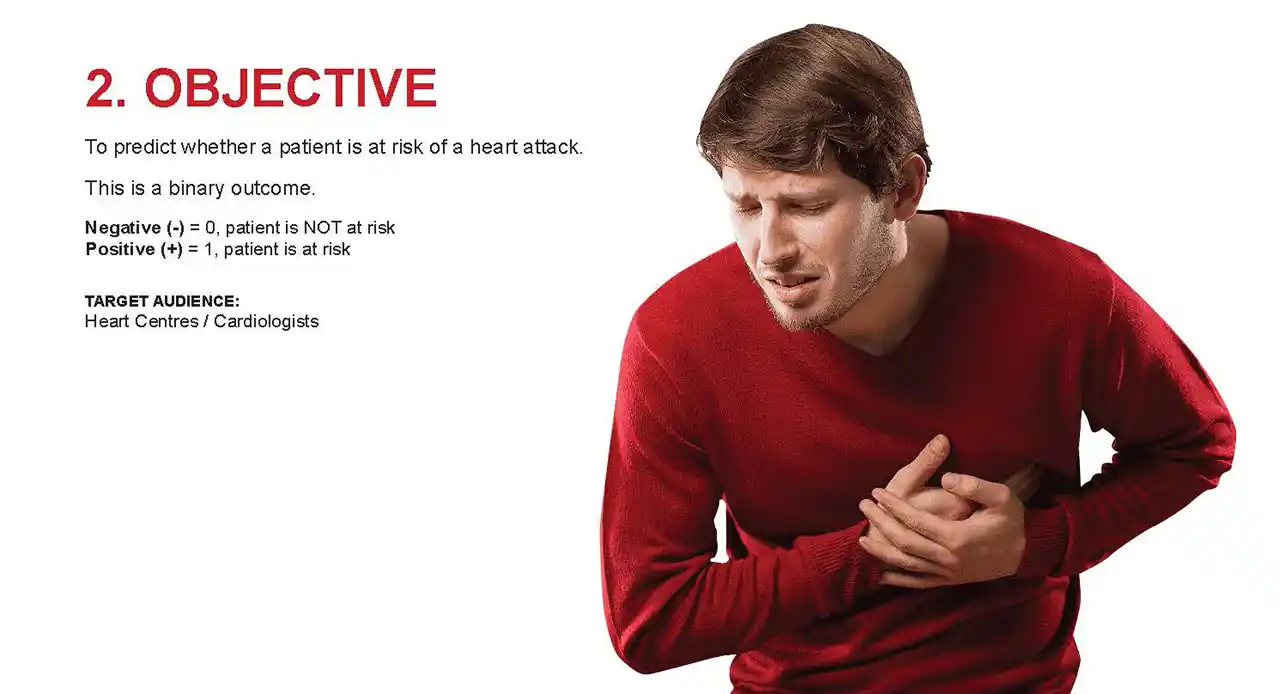 2. OBJECTIVE
To predict whether a patient is at risk of a heart attack.
This is a binary outcome.
Negative (-) = 0, patient is NOT at risk
Positive (+) = 1, patient is at risk
TARGET AUDIENCE:
Heart Centres / Cardiologists